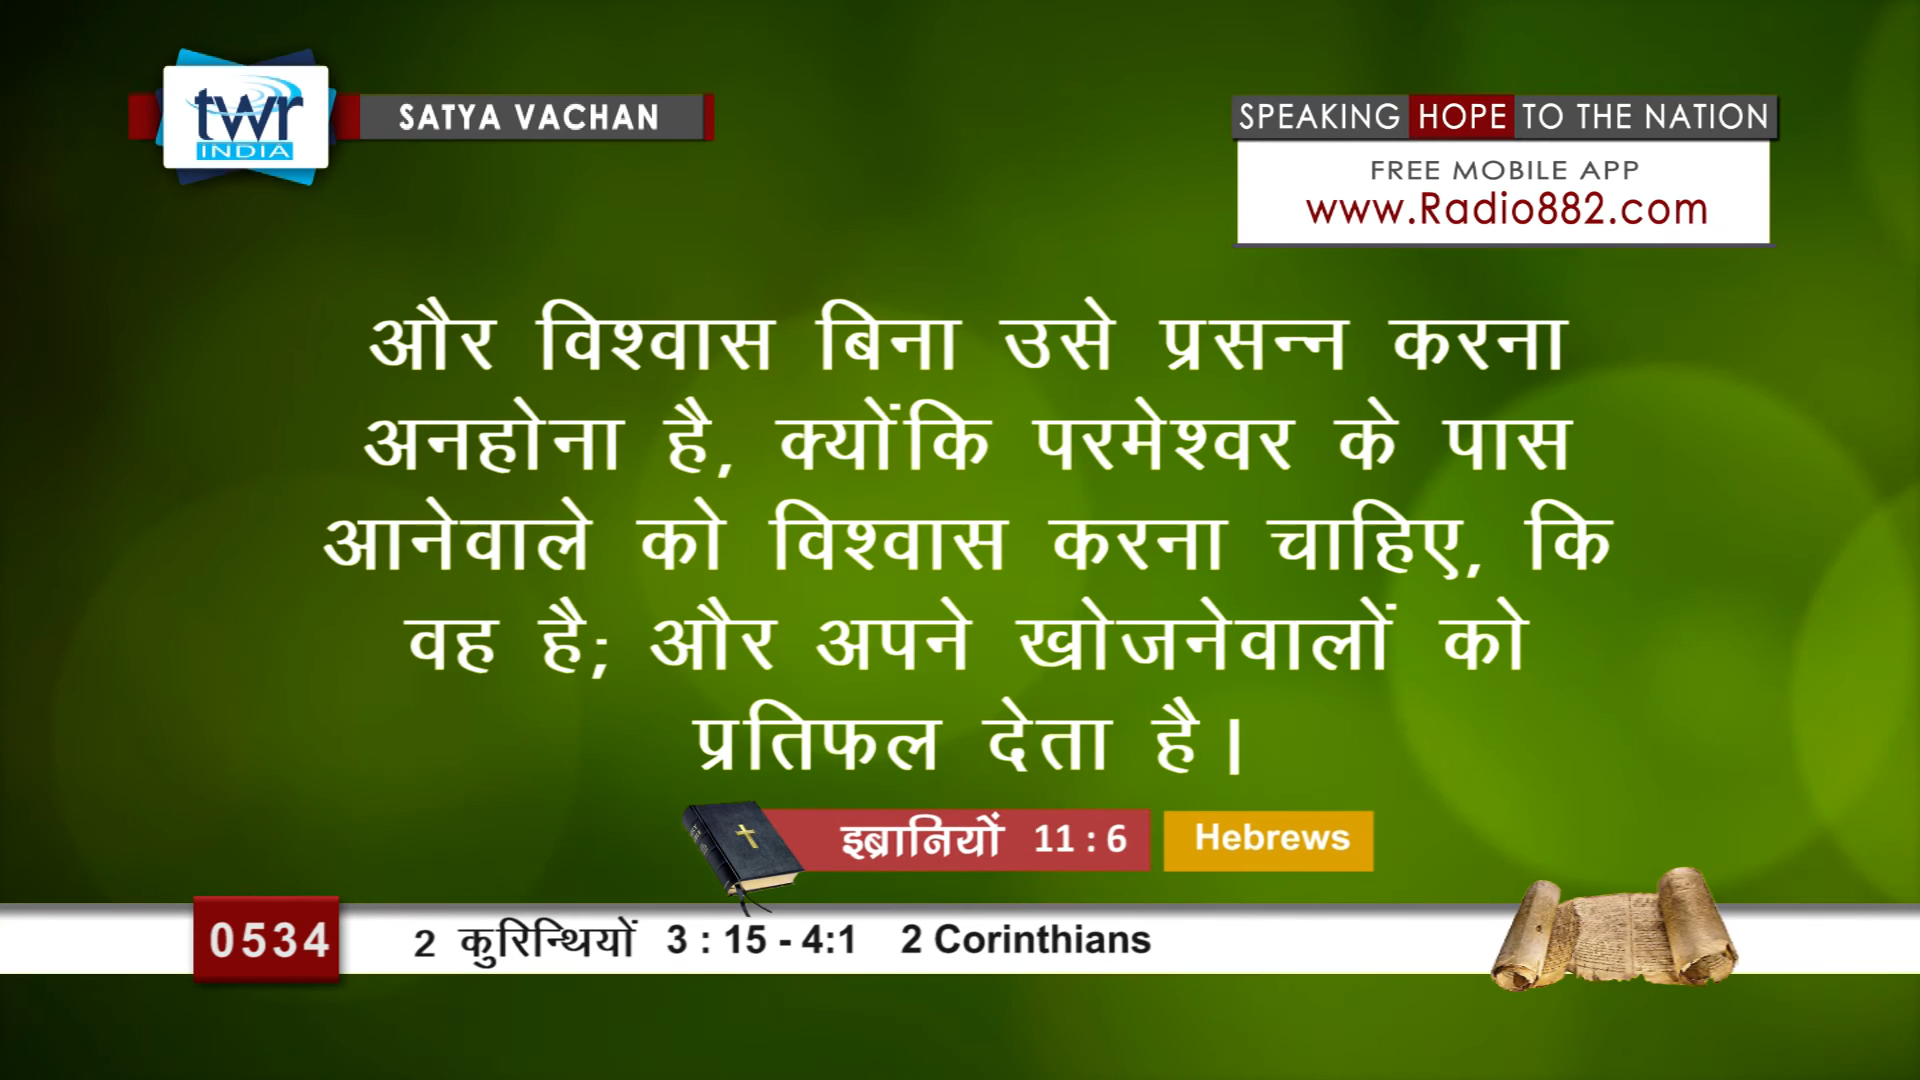 twr
INDIA
SATYA VACHAN
SPEAKING HOPE TO THE NATION
FREE MOBILE APP
www.Radio882.com
और विश्वास बिना उसे प्रसन्न करना
अनहोना है, क्योंकि परमेश्वर के पास
आनेवाले को विश्वास करना चाहिए, कि
वह है; और अपने खोजनेवालों को
प्रतिफल देता है।
इब्रानियों 11 : 6 Hebrews
0534 2 कुरिन्थियों 3 : 15 - 4:1 2 Corinthians